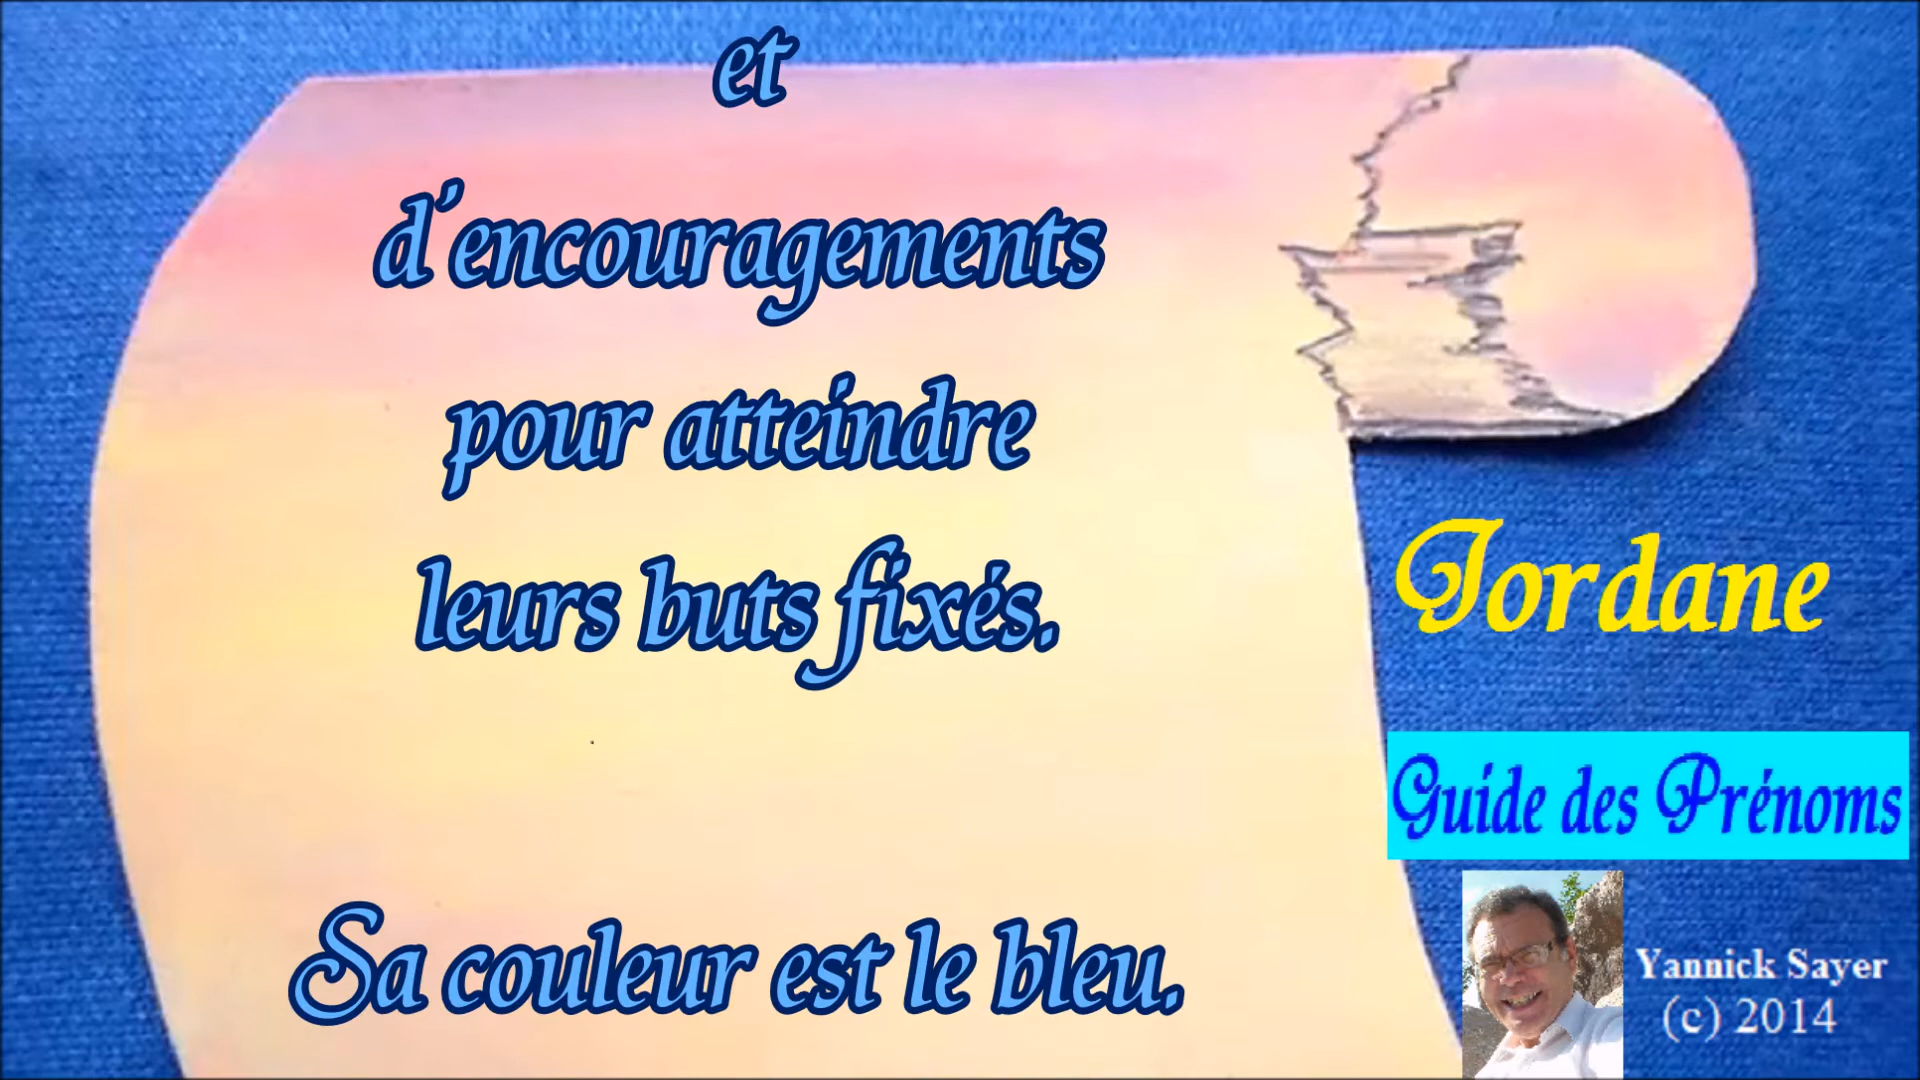 et
d'encouragements
pour atteindre
leurs buts fixés.
Sa couleur est le bleu.
Jordane
Guide des Prénoms
Yannick Sayer
(c) 2014